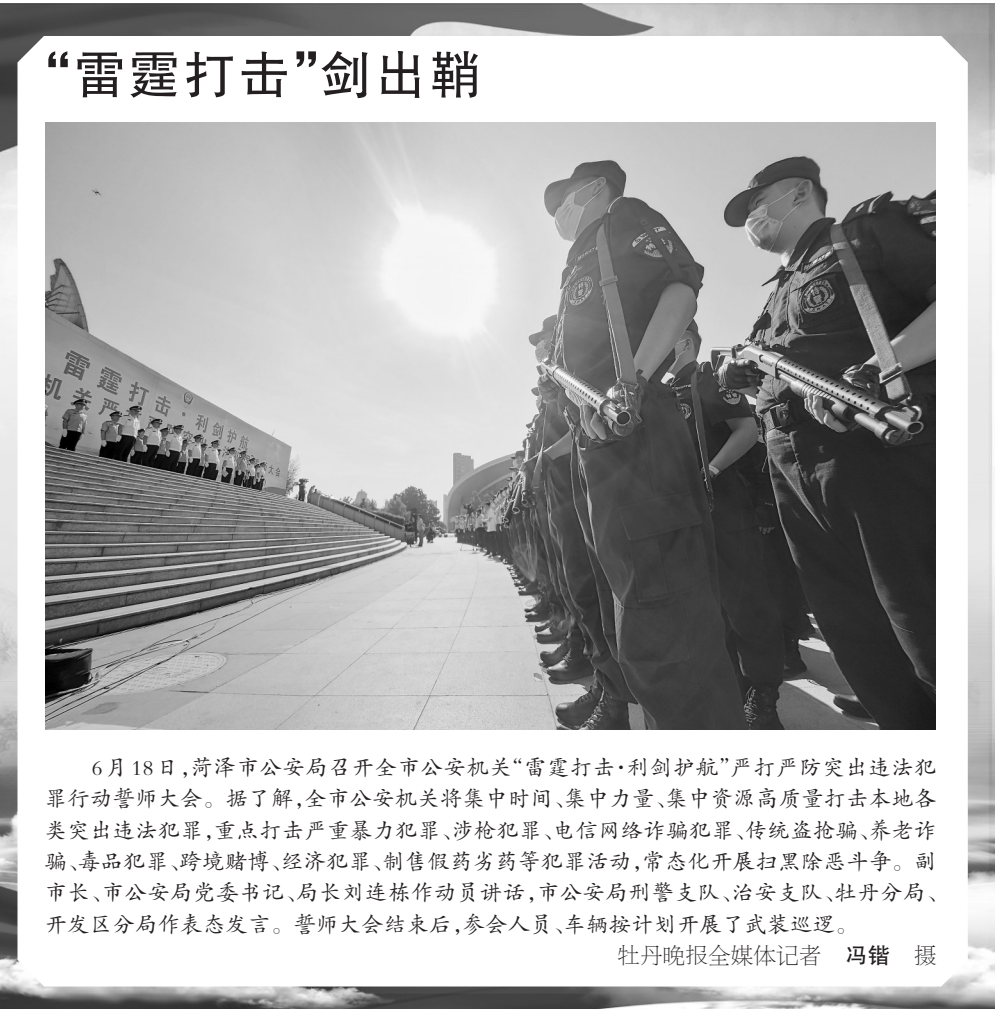 “雷霆打击”剑出鞘
雷霆打击·利剑护航
机关严
大会
6月18日,菏泽市公安局召开全市公安机关“雷霆打击·利剑护航”严打严防突出违法犯
罪行动誓师大会。据了解,全市公安机关将集中时间、集中力量、集中资源高质量打击本地各
类突出违法犯罪,重点打击严重暴力犯罪、涉枪犯罪、电信网络诈骗犯罪、传统盗抢骗、养老诈
骗、毒品犯罪、跨境赌博、经济犯罪、制售假药劣药等犯罪活动,常态化开展扫黑除恶斗争。副
市长、市公安局党委书记、局长刘连栋作动员讲话,市公安局刑警支队、治安支队、牡丹分局、
开发区分局作表态发言。誓师大会结束后,参会人员、车辆按计划开展了武装巡逻。
牡丹晚报全媒体记者 冯锴 摄